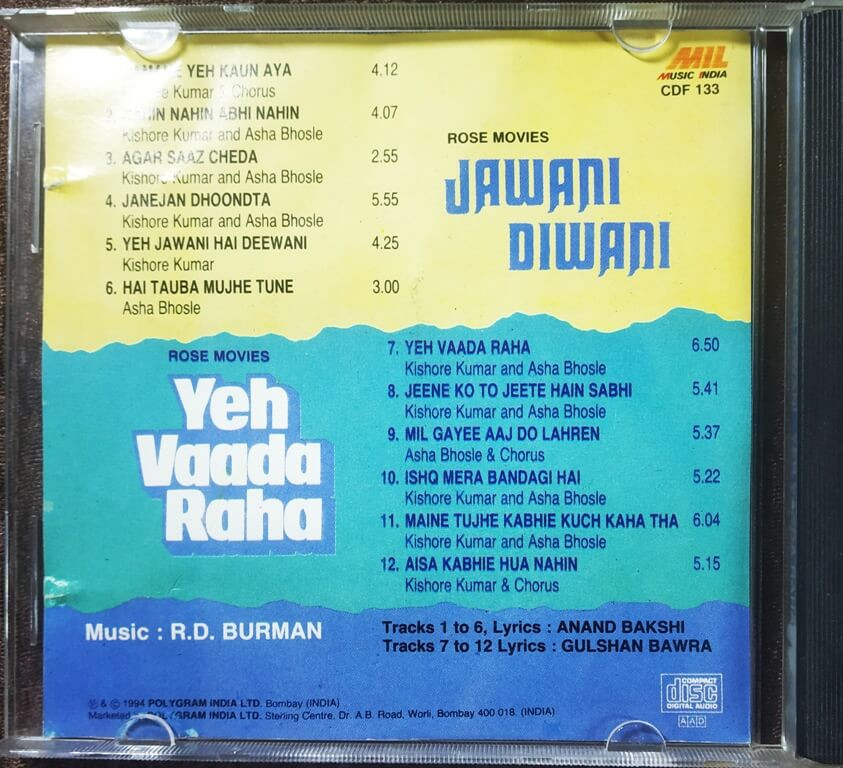 YEH KAUN AYA 4.12
Kumar & Chorus
NAHIN ABHI NAHIN 4.07
Kishore Kumar and Asha Bhosle
3. AGAR SAAZ CHEDA 2.55
Kishore Kumar and Asha Bhosle
4. JANEJAN DHOONDTA 5.55
Kishore Kumar and Asha Bhosle
5. YEH JAWANI HAI DEEWANI 4.25
Kishore Kumar
6. HAI TAUBA MUJHE TUNE 3.00
Asha Bhosle
MIL
MUSIC INDIA
CDF 133
ROSE MOVIES
JAWANI
DIWANI
ROSE MOVIES
Yeh
Vaada
Raha
7. YEH VAADA RAHA 6.50
Kishore Kumar and Asha Bhosle
8. JEENE KO TO JEETE HAIN SABHI 5.41
Kishore Kumar and Asha Bhosle
9. MIL GAYEE AAJ DO LAHREN 5.37
Asha Bhosle & Chorus
10. ISHQ MERA BANDAGI HAI 5.22
Kishore Kumar and Asha Bhosle
11. MAINE TUJHE KABHIE KUCH KAHA THA 6.04
Kishore Kumar and Asha Bhosle
12. AISA KABHIE HUA NAHIN 5.15
Kishore Kumar & Chorus
Music : R.D. BURMAN
Tracks 1 to 6, Lyrics : ANAND BAKSHI
Tracks 7 to 12 Lyrics : GULSHAN BAWRA
℗ & © 1994 POLYGRAM INDIA LTD. Bombay (INDIA)
Marketed POLYGRAM INDIA LTD. Sterling Centre, Dr. A.B. Road, Worli, Bombay 400 018. (INDIA)
COMPACT
disc
DIGITAL AUDIO
AAD